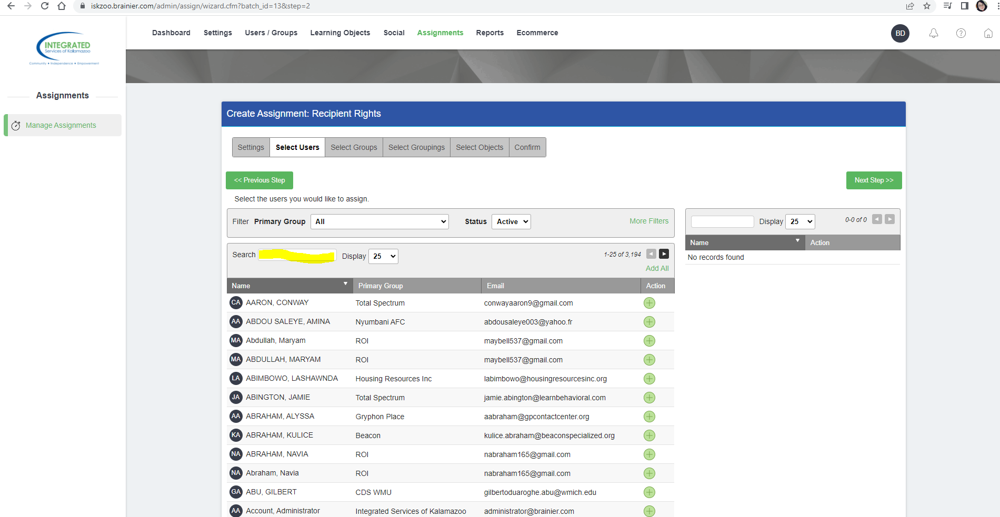 iskzoo.brainier.com/admin/assign/wizard.cfm?batch_id=13&step=2
INTEGRATED
Services of Kalamazoo
Community • Independence • Empowerment
Dashboard Settings Users / Groups Learning Objects Social Assignments Reports Ecommerce
BD
Assignments
Manage Assignments
Create Assignment: Recipient Rights
Settings Select Users Select Groups Select Groupings Select Objects Confirm
<< Previous Step Next Step >>
Select the users you would like to assign.
Filter Primary Group All Status Active More Filters
Search Display 25 1-25 of 3,194
Add All
Name Primary Group Email Action
CA AARON, CONWAY Total Spectrum conwayaaron9@gmail.com
AA ABDOU SALEYE, AMINA Nyumbani AFC abdousaleye003@yahoo.fr
MA Abdullah, Maryam ROI maybell537@gmail.com
MA ABDULLAH, MARYAM ROI maybell537@gmail.com
LA ABIMBOWO, LASHAWNDA Housing Resources Inc labimbowo@housingresourcesinc.org
JA ABINGTON, JAMIE Total Spectrum jamie.abington@learnbehavioral.com
AA ABRAHAM, ALYSSA Gryphon Place aabraham@gpcontactcenter.org
KA ABRAHAM, KULICE Beacon kulice.abraham@beaconspecialized.org
NA ABRAHAM, NAVIA ROI nabraham165@gmail.com
NA Abraham, Navia ROI nabraham165@gmail.com
GA ABU, GILBERT CDS WMU gilbertoduaroghe.abu@wmich.edu
AA Account, Administrator Integrated Services of Kalamazoo administrator@brainier.com
Display 25 0-0 of 0
Name Action
No records found